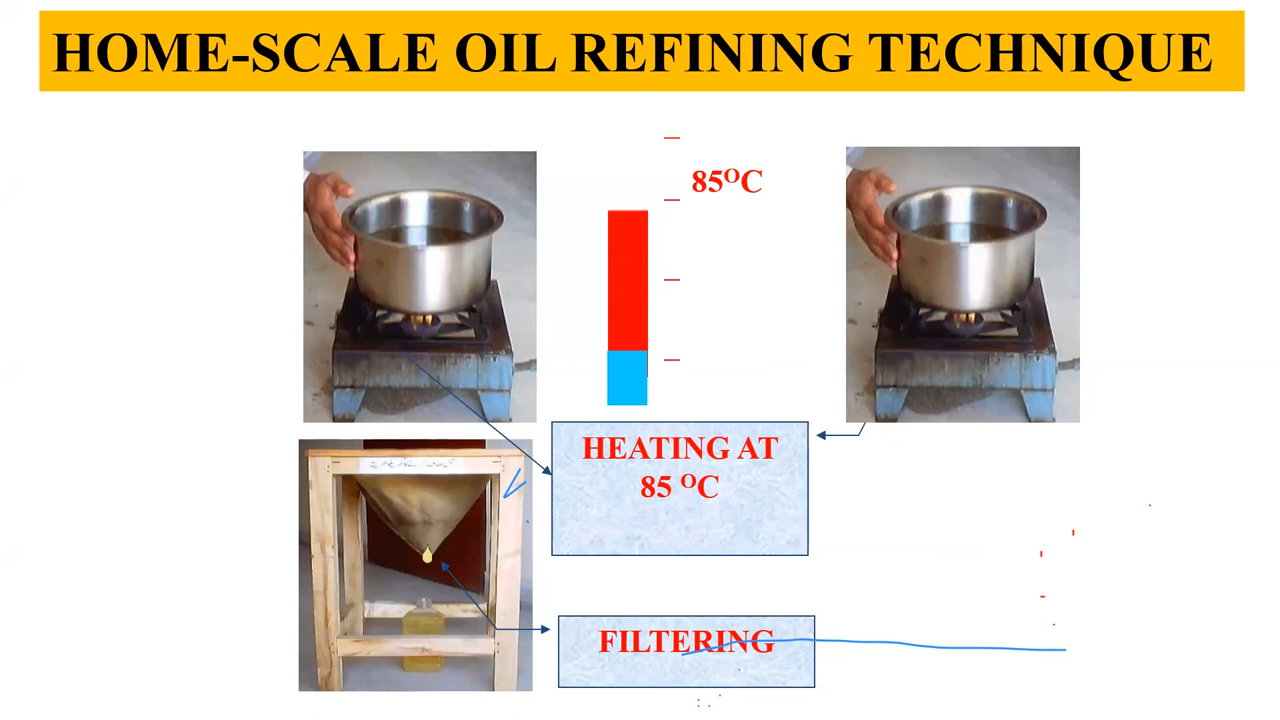 HOME-SCALE OIL REFINING TECHNIQUE
85ᴼC
HEATING AT
85 ᴼC
FILTERING